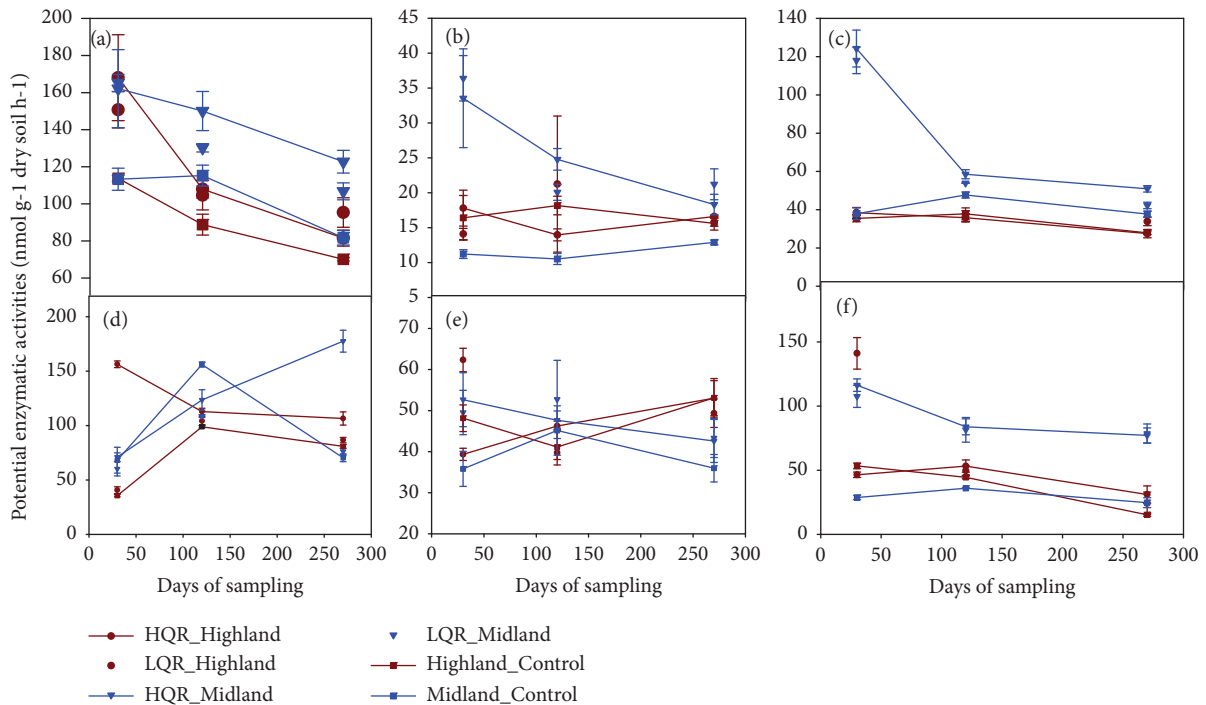 Potential enzymatic activities (nmol g-1 dry soil h-1)
(a)
200
180
160
140
120
100
80
60
(b)
45
40
35
30
25
20
15
10
5
(c)
140
120
100
80
60
40
20
0
(d)
200
150
100
50
0
0 50 100 150 200 250 300
Days of sampling
(e)
70
60
50
40
30
20
0 50 100 150 200 250 300
Days of sampling
(f)
150
100
50
0
0 50 100 150 200 250 300
Days of sampling
HQR_Highland
LQR_Highland
HQR_Midland
LQR_Midland
Highland_Control
Midland_Control